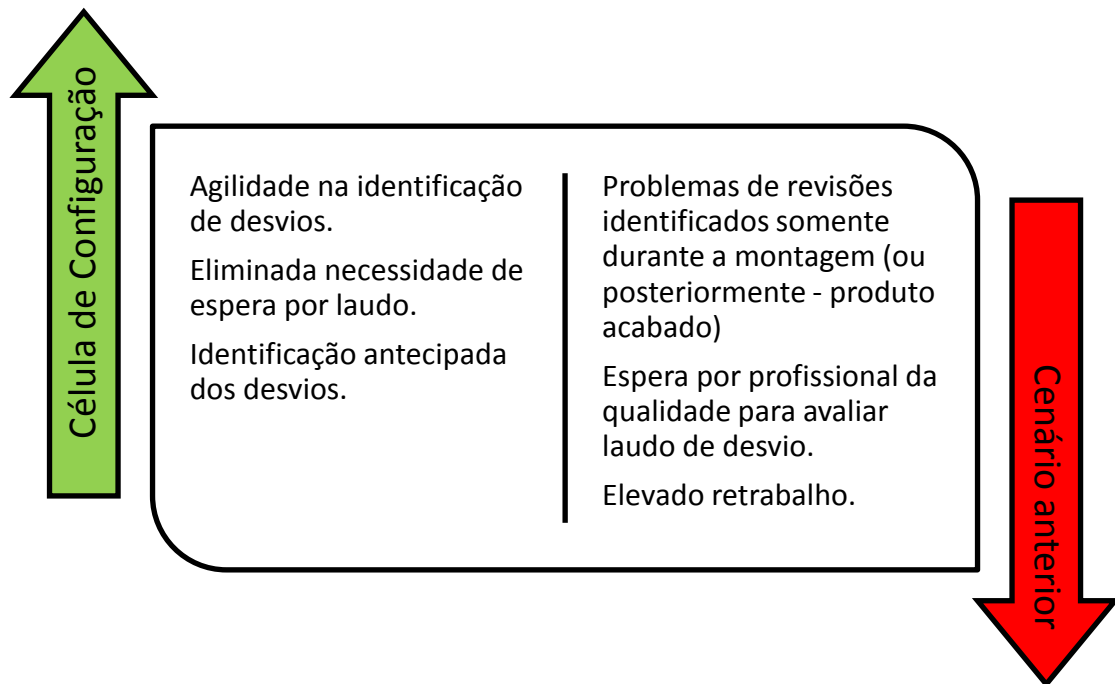 Célula de Configuração
Agilidade na identificação
de desvios.
Eliminada necessidade de
espera por laudo.
Identificação antecipada
dos desvios.
Problemas de revisões
identificados somente
durante a montagem (ou
posteriormente - produto
acabado)
Espera por profissional da
qualidade para avaliar
laudo de desvio.
Elevado retrabalho.
Cenário anterior